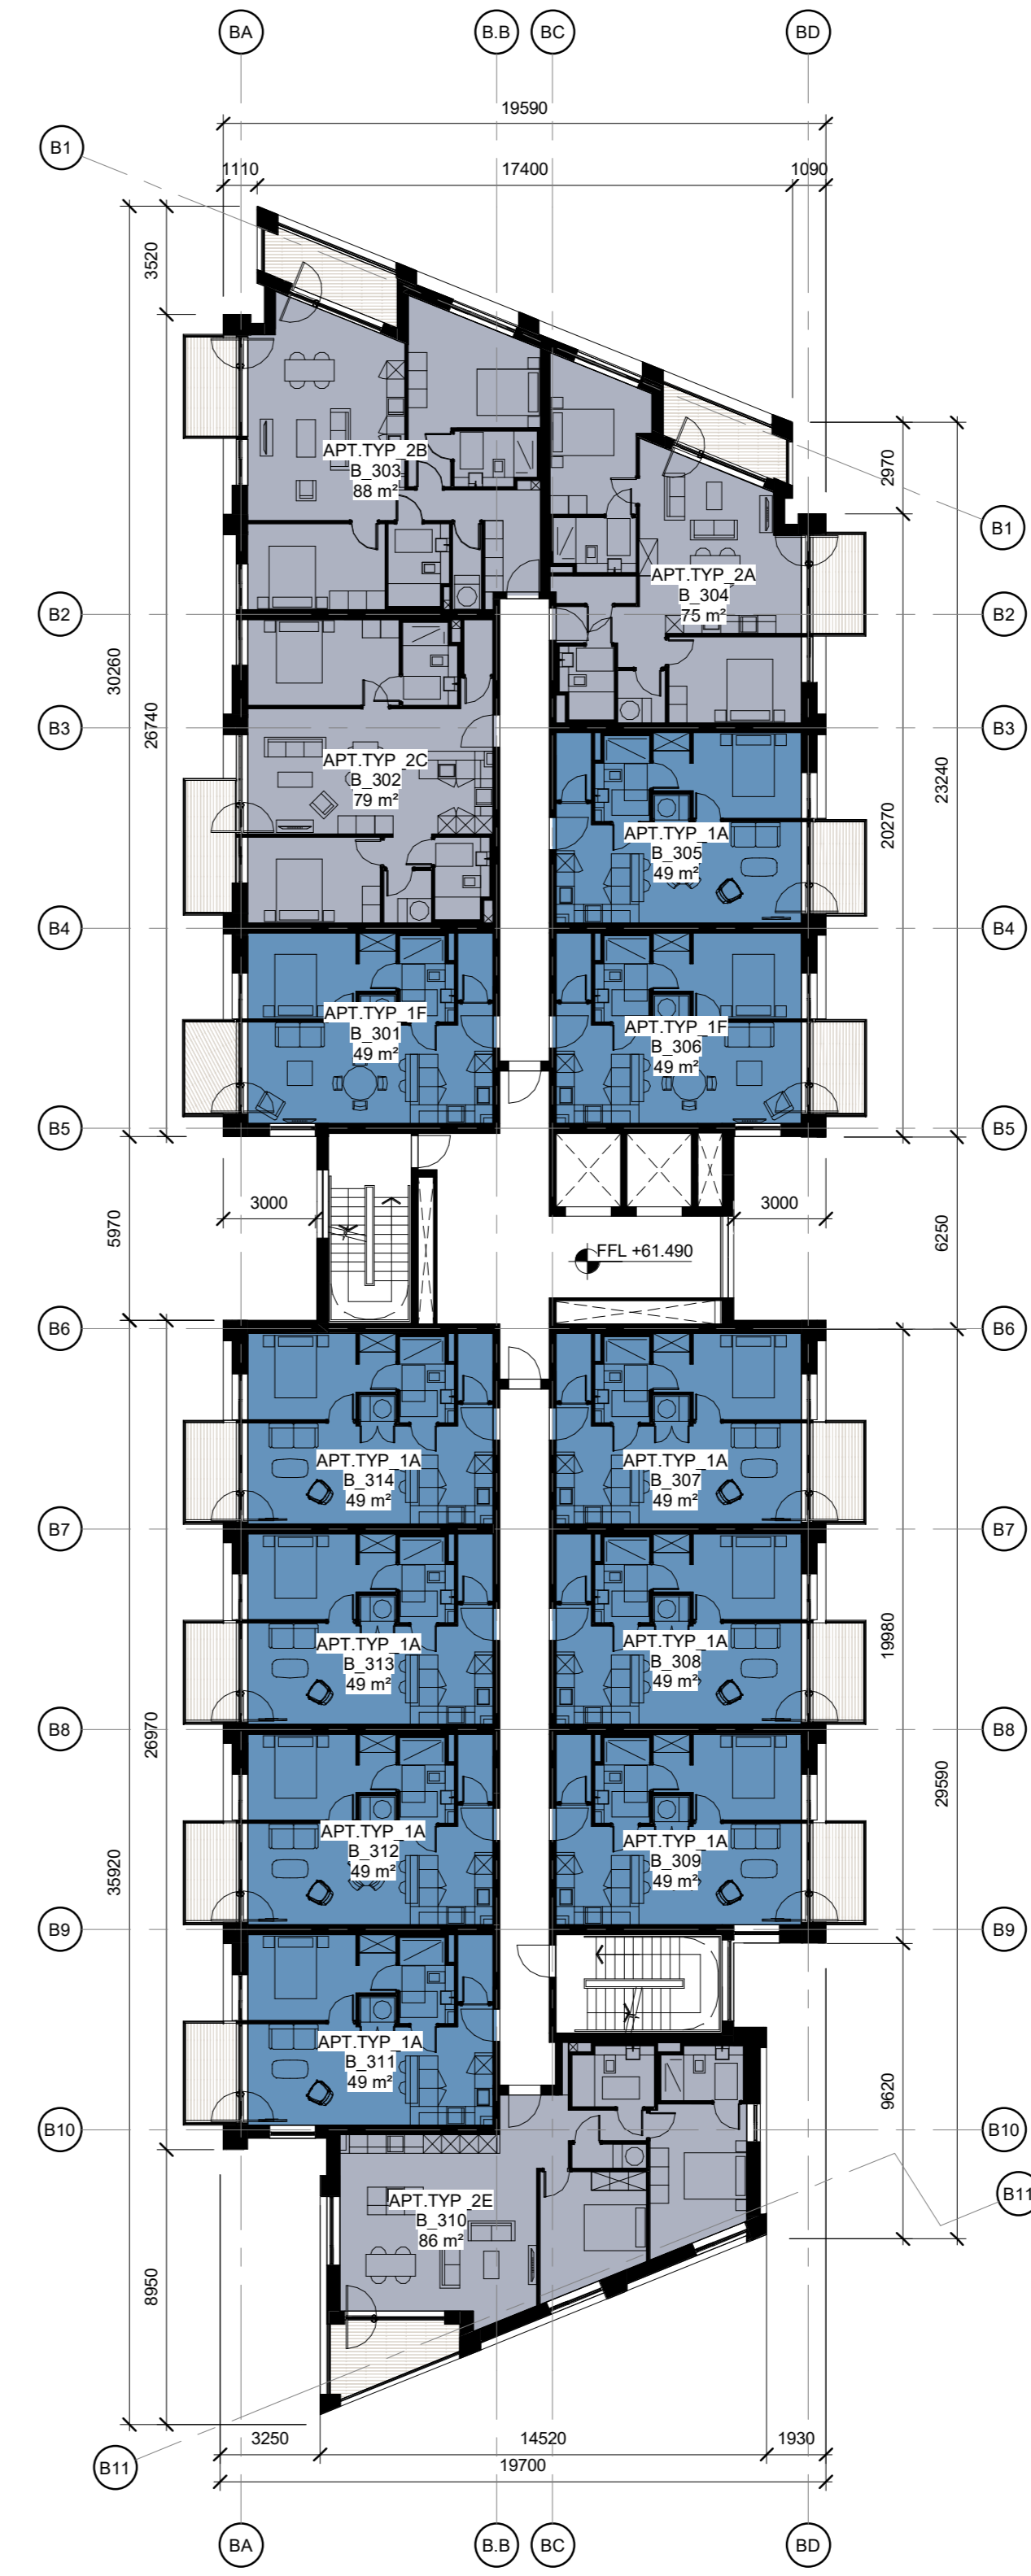 BA
B.B
BC
BD
19590
B1
1110
17400
1090
3520
2970
APT.TYP_2B
B_303
88 m²
B1
APT.TYP_2A
B_304
75 m²
B2
B2
30260
26740
B3
B3
APT.TYP_2C
B_302
79 m²
23240
20270
APT.TYP_1A
B_305
49 m²
B4
B4
APT.TYP_1F
B_301
49 m²
APT.TYP_1F
B_306
49 m²
B5
B5
3000
3000
5970
6250
FFL +61.490
B6
B6
APT.TYP_1A
B_314
49 m²
APT.TYP_1A
B_307
49 m²
B7
B7
APT.TYP_1A
B_313
49 m²
APT.TYP_1A
B_308
49 m²
19980
B8
B8
26970
29590
35920
APT.TYP_1A
B_312
49 m²
APT.TYP_1A
B_309
49 m²
B9
B9
APT.TYP_1A
B_311
49 m²
9620
B10
B10
B11
APT.TYP_2E
B_310
86 m²
8950
3250
14520
1930
B11
19700
BA
B.B
BC
BD